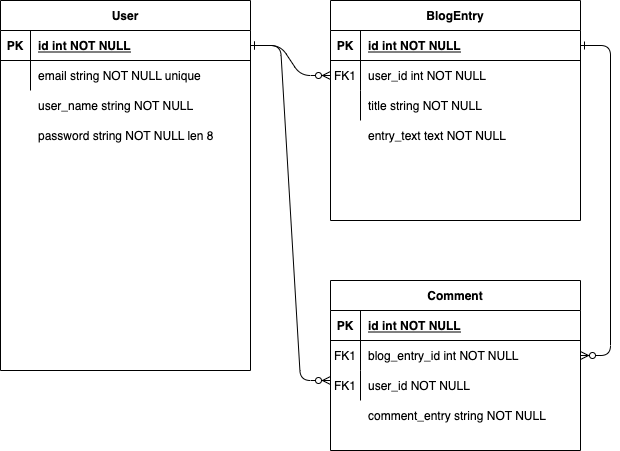 User
PK id int NOT NULL
email string NOT NULL unique
user_name string NOT NULL
password string NOT NULL len 8
BlogEntry
PK id int NOT NULL
FK1 user_id int NOT NULL
title string NOT NULL
entry_text text NOT NULL
Comment
PK id int NOT NULL
FK1 blog_entry_id int NOT NULL
FK1 user_id NOT NULL
comment_entry string NOT NULL